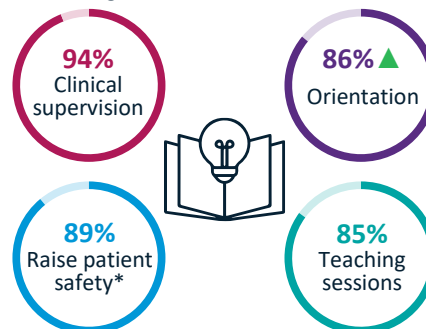 94%
Clinical
supervision
86% ▲
Orientation
89%
Raise patient
safety*
85%
Teaching
sessions